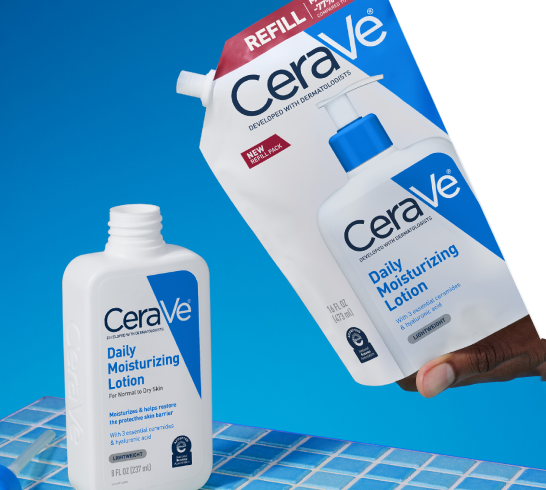 REFILL
-77%
COMPARED TO
CeraVe
DEVELOPED WITH DERMATOLOGISTS
NEW
REFILL PACK
CeraVe
DEVELOPED WITH DERMATOLOGISTS
Daily
Moisturizing
Lotion
With 3 essential ceramides
& hyaluronic acid
LIGHTWEIGHT
16 FL OZ
(473 ml)
CeraVe
DEVELOPED WITH DERMATOLOGISTS
Daily
Moisturizing
Lotion
For Normal to Dry Skin
Moisturizes & helps restore
the protective skin barrier
With 3 essential ceramides
& hyaluronic acid
LIGHTWEIGHT
8 FL OZ (237 ml)